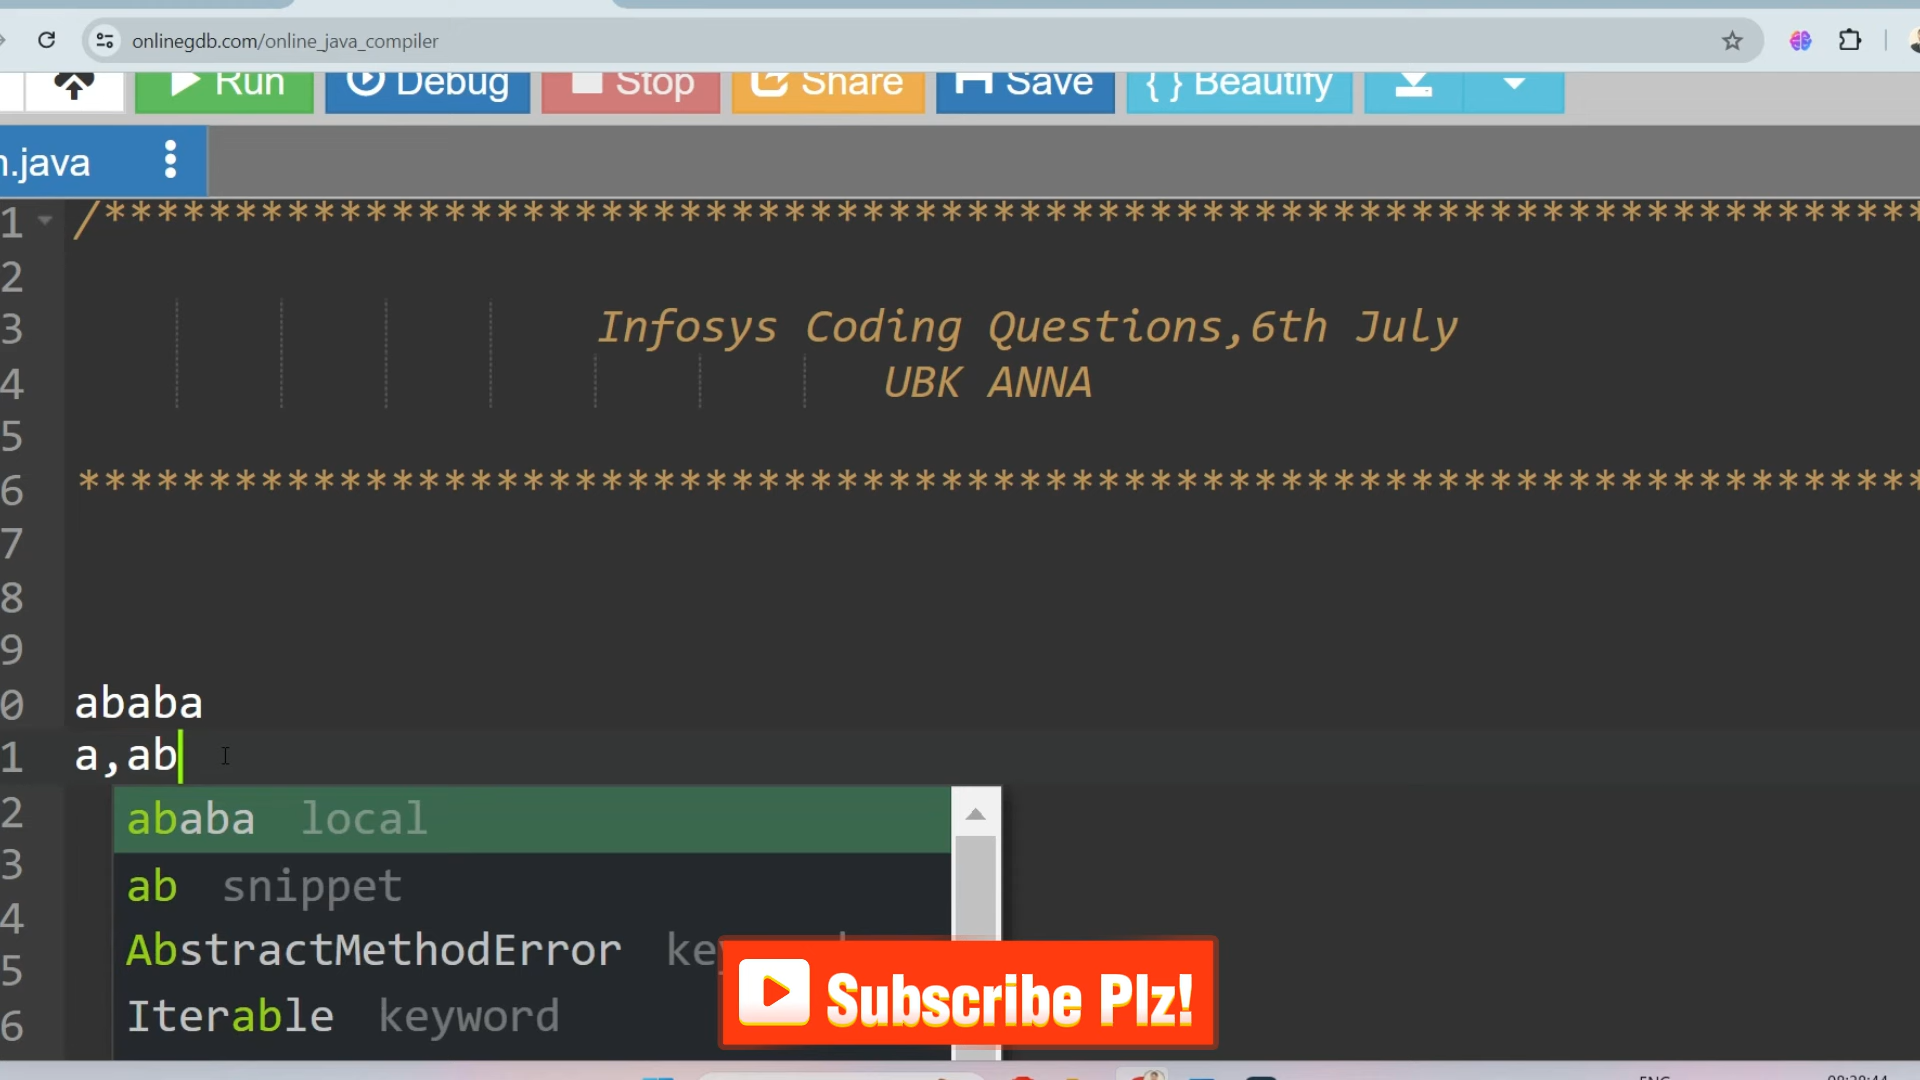 onlinegdb.com/online_java_compiler
Run Debug Stop Share Save { } Beautify
.java
1 /**********************************************************************
2
3 Infosys Coding Questions,6th July
4 UBK ANNA
5
6 **********************************************************************
7
8
9
0 ababa
1 a,ab
2 ababa local
3 ab snippet
4 AbstractMethodError
5 Iterable keyword
6
Subscribe Plz!
ENG